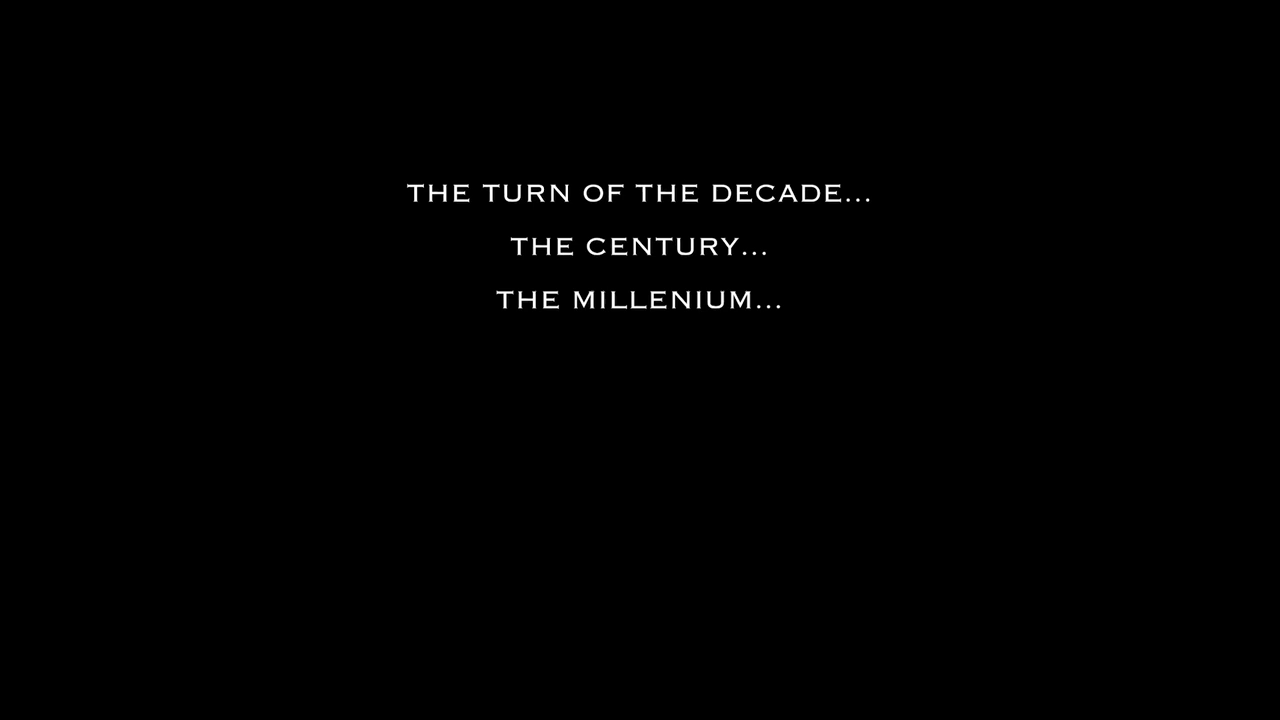 THE TURN OF THE DECADE...
THE CENTURY...
THE MILLENIUM...